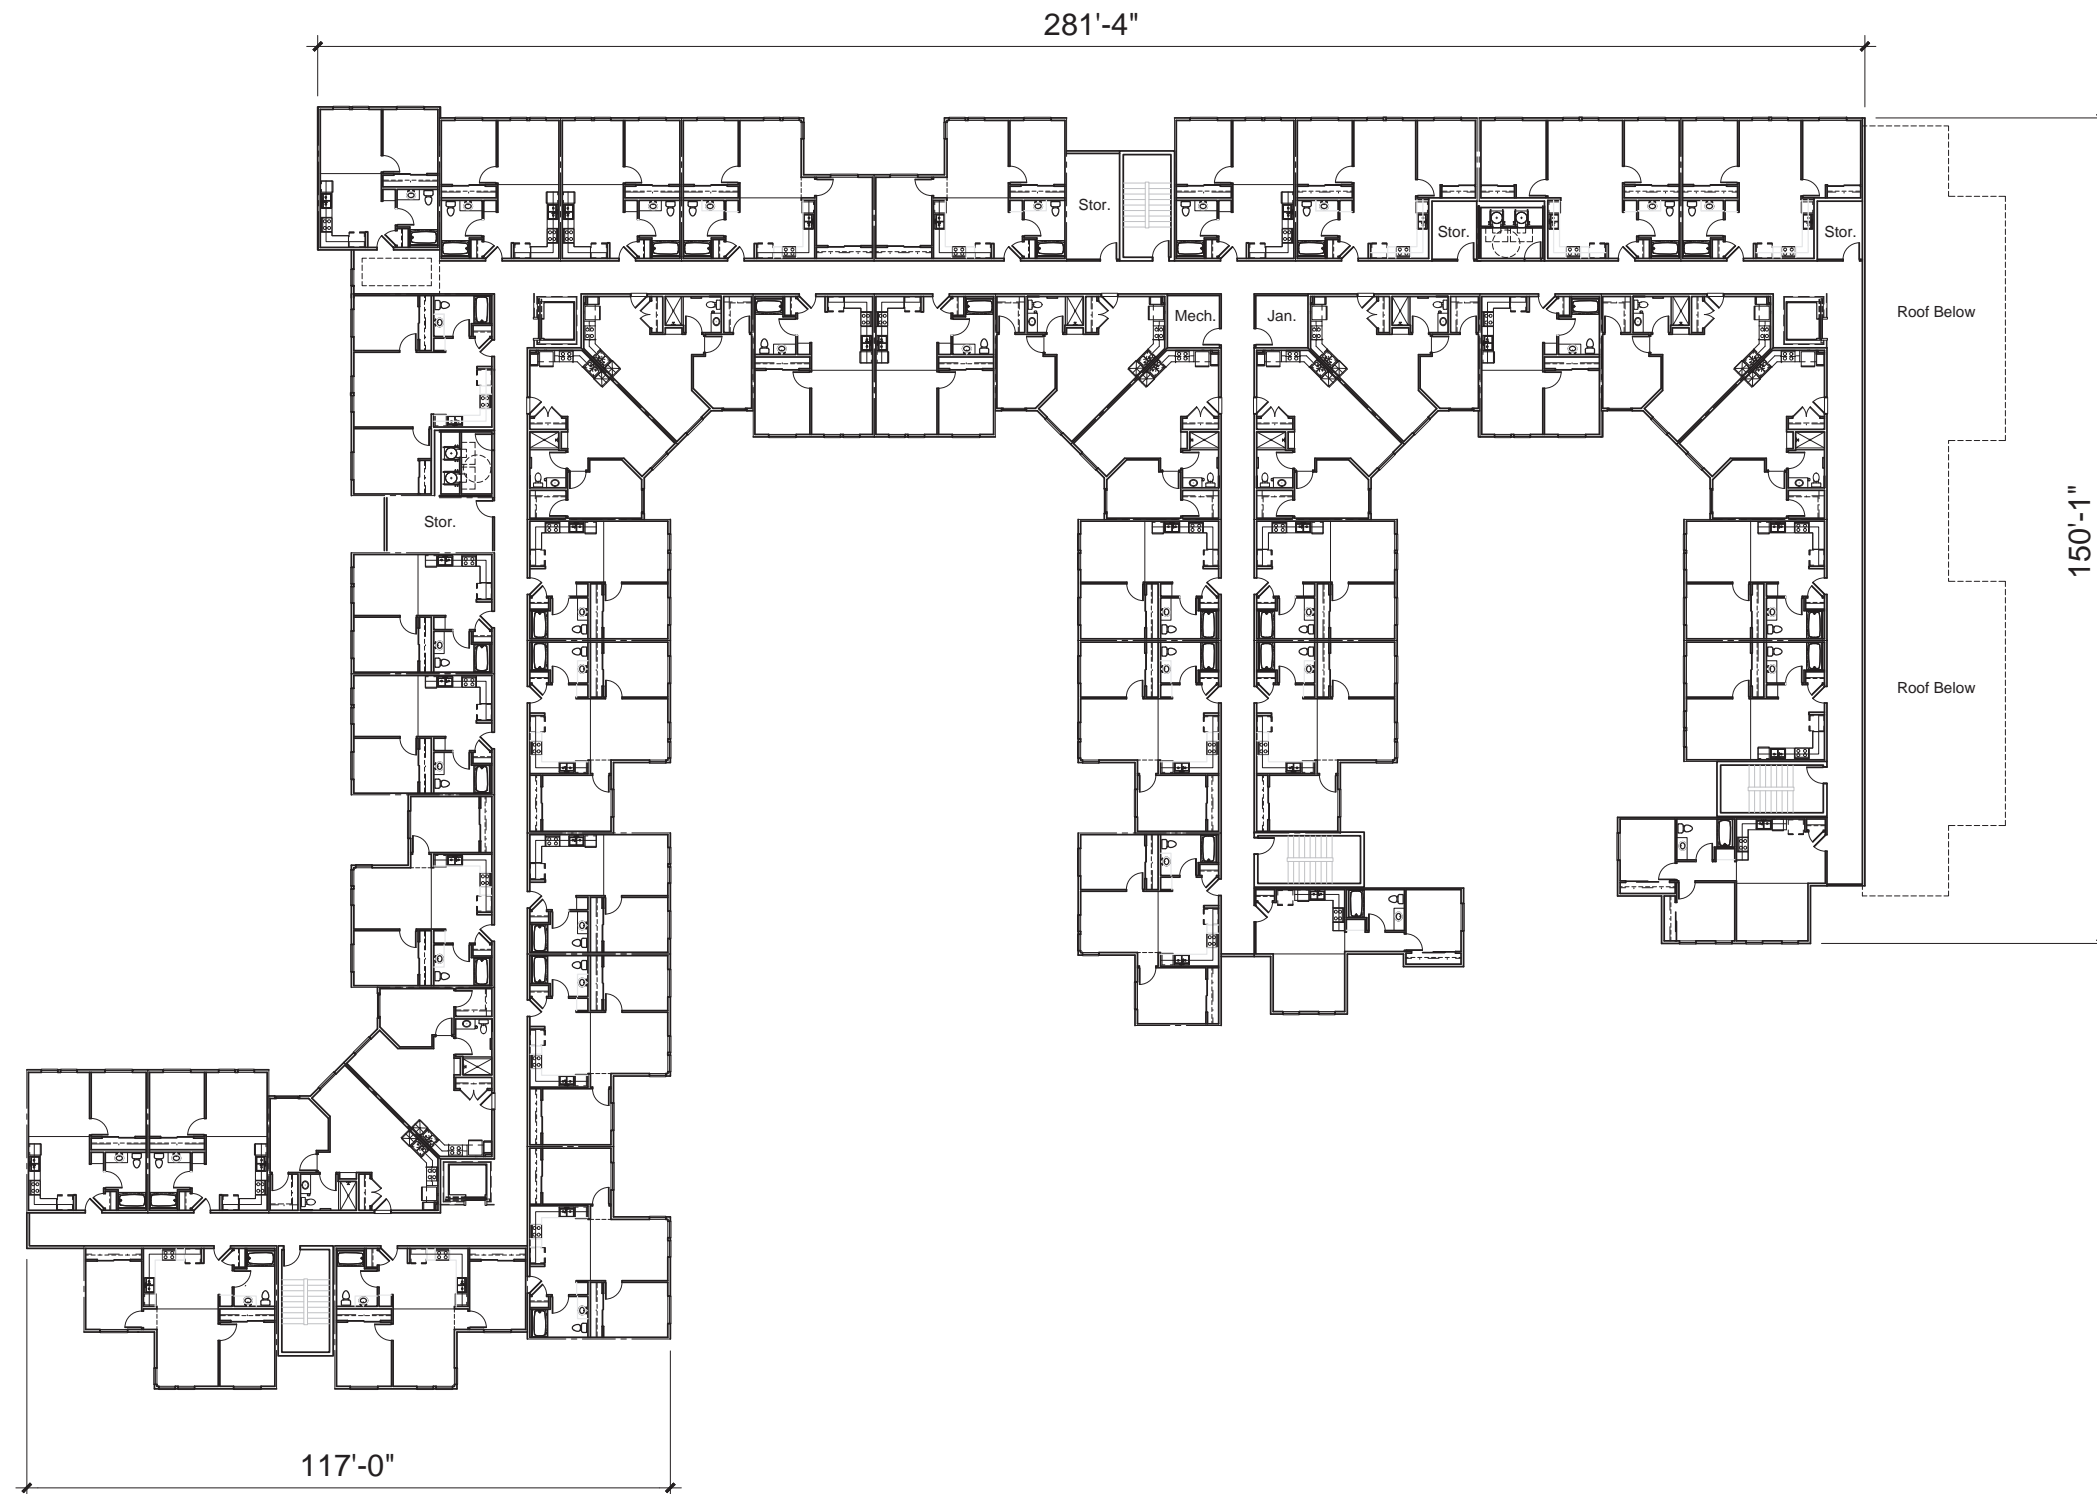 281'-4"
Stor.
Stor.
Stor.
Mech.
Jan.
Roof Below
Stor.
150'-1"
Roof Below
117'-0"